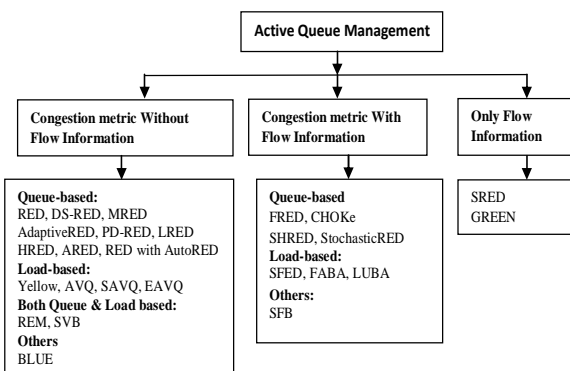 Active Queue Management
Congestion metric Without
Flow Information
Congestion metric With
Flow Information
Only Flow
Information
Queue-based:
RED, DS-RED, MRED
AdaptiveRED, PD-RED, LRED
HRED, ARED, RED with AutoRED
Load-based:
Yellow, AVQ, SAVQ, EAVQ
Both Queue & Load based:
REM, SVB
Others
BLUE
Queue-based
FRED, CHOKe
SHRED, StochasticRED
Load-based:
SFED, FABA, LUBA
Others:
SFB
SRED
GREEN